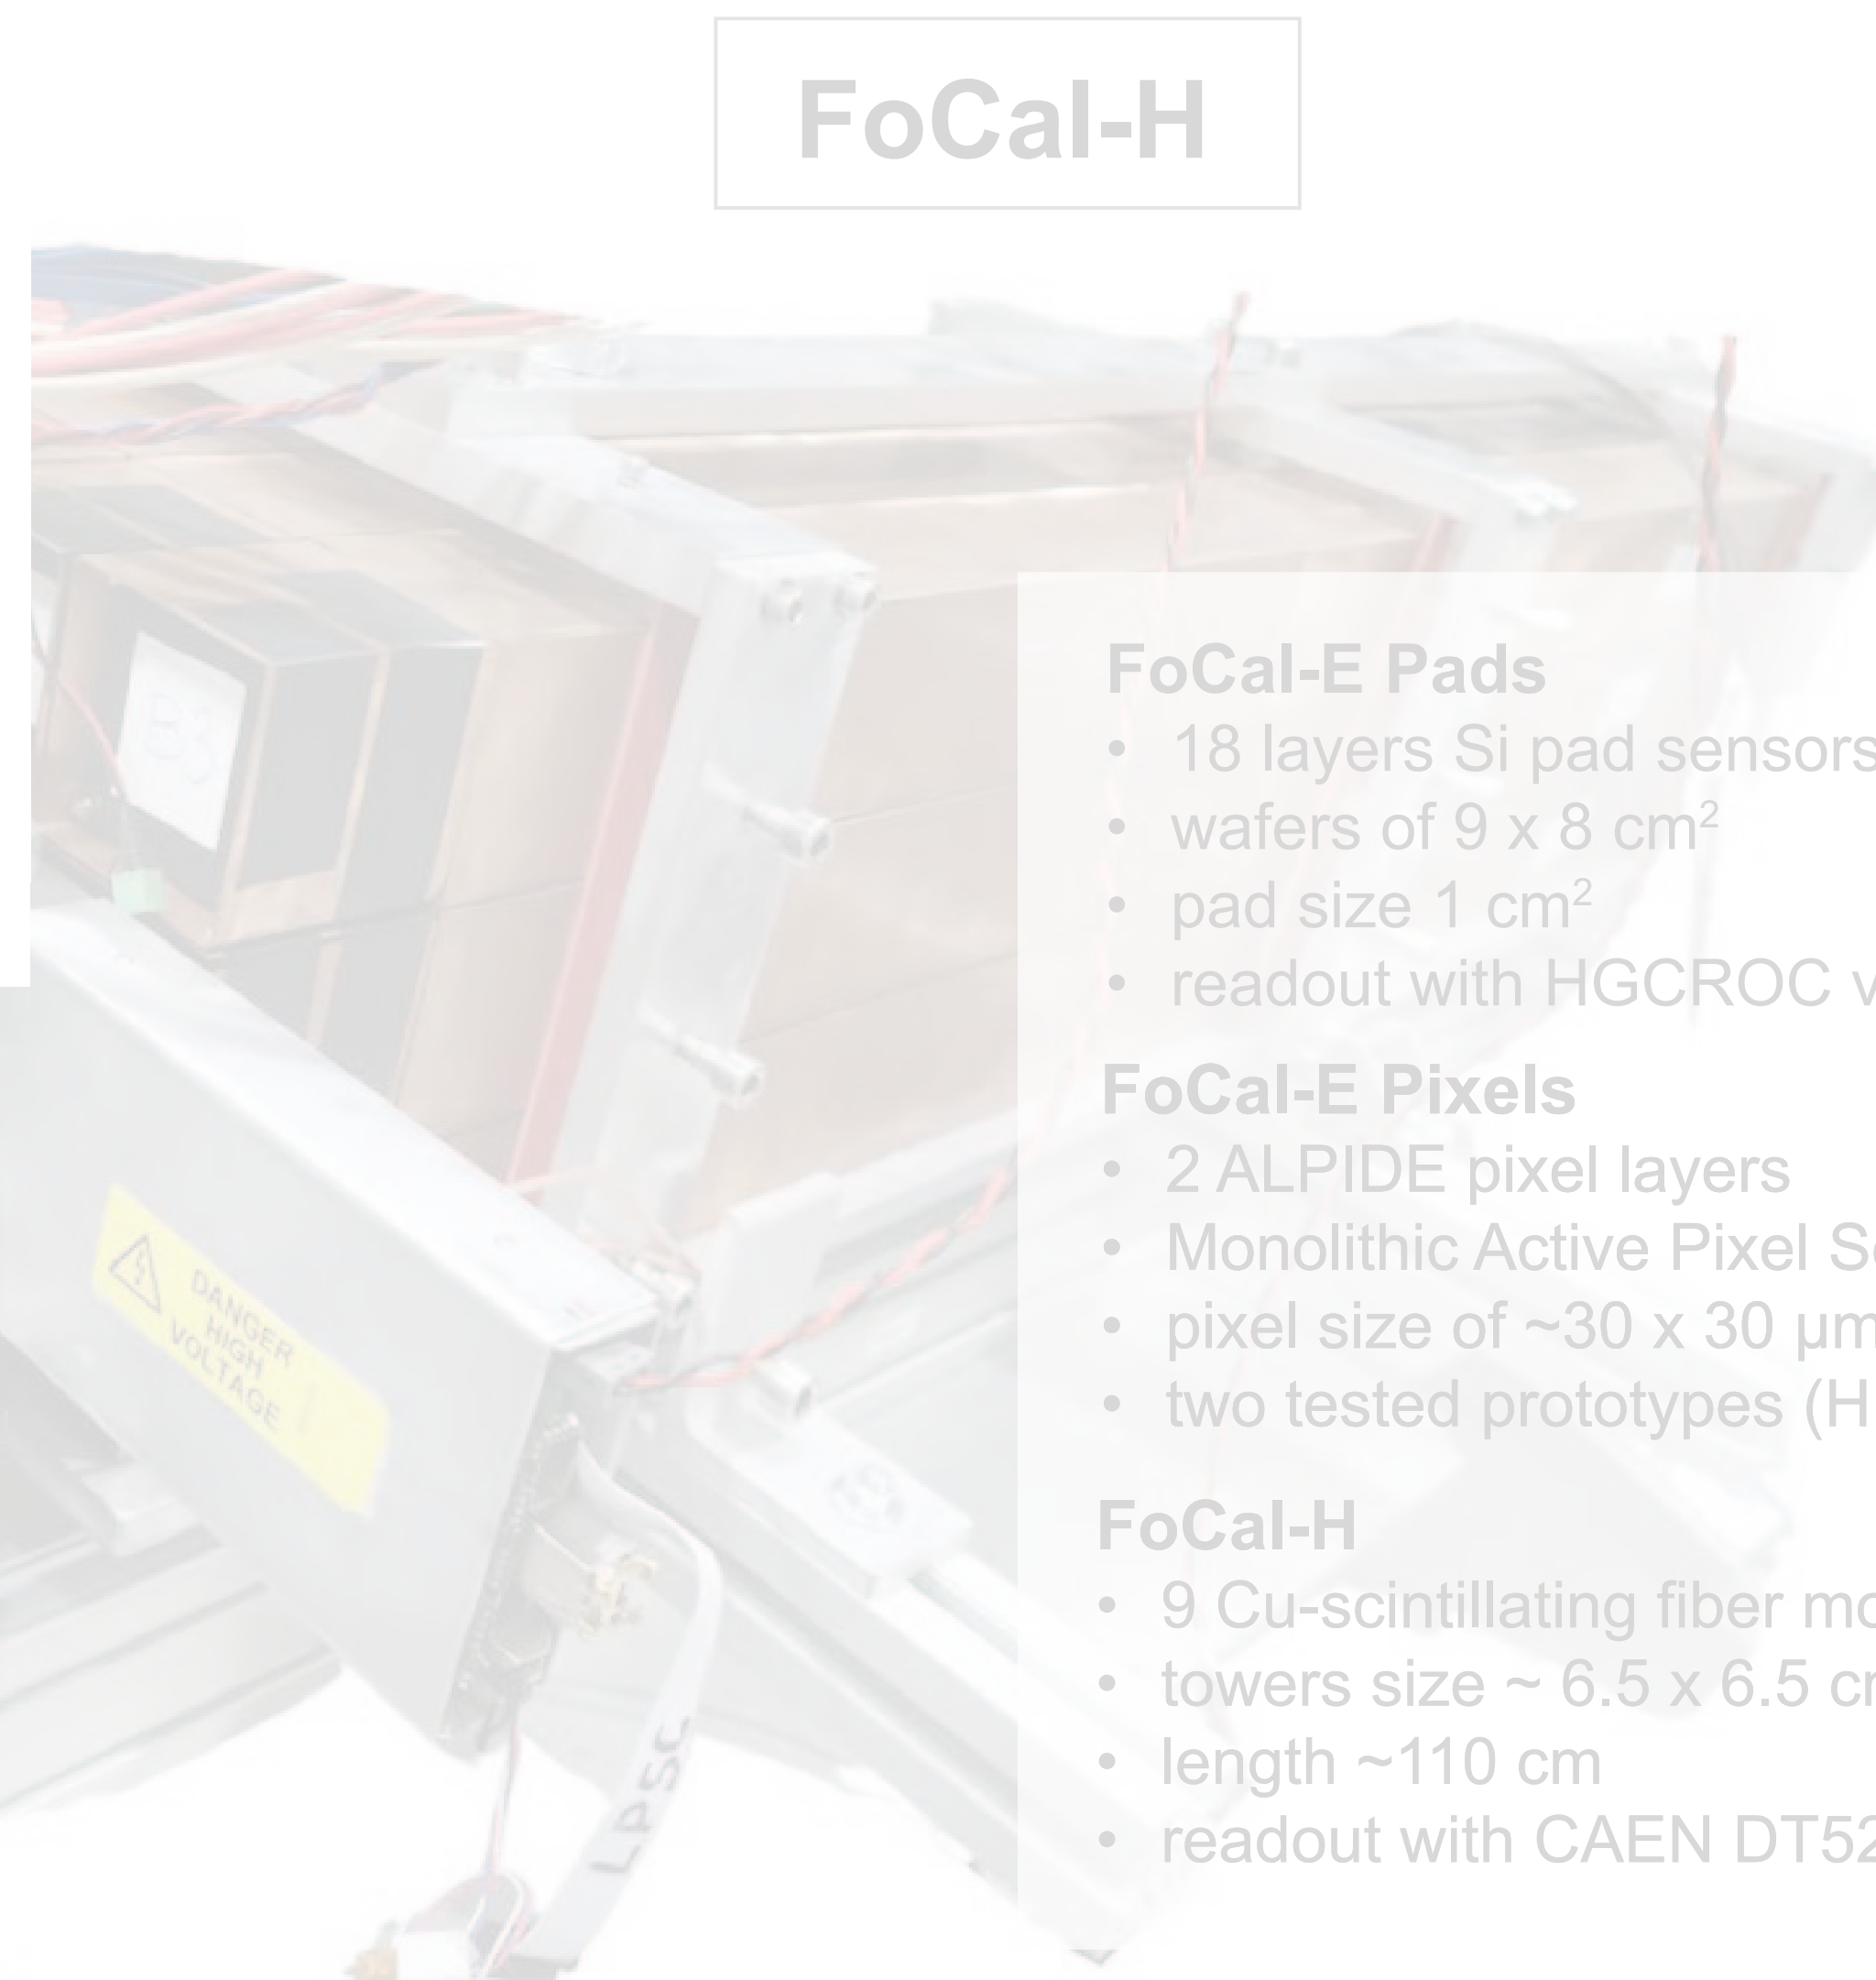 FoCal-H
B3
FoCal-E Pads
• 18 layers Si pad sensors
• wafers of 9 x 8 cm²
• pad size 1 cm²
• readout with HGCROC
FoCal-E Pixels
• 2 ALPIDE pixel layers
• Monolithic Active Pixel
• pixel size of ~30 x 30 μm
• two tested prototypes (H
DANGER
HIGH
VOLTAGE
FoCal-H
• 9 Cu-scintillating fiber
• towers size ~ 6.5 x 6.5
• length ~110 cm
• readout with CAEN DT52
LPSC